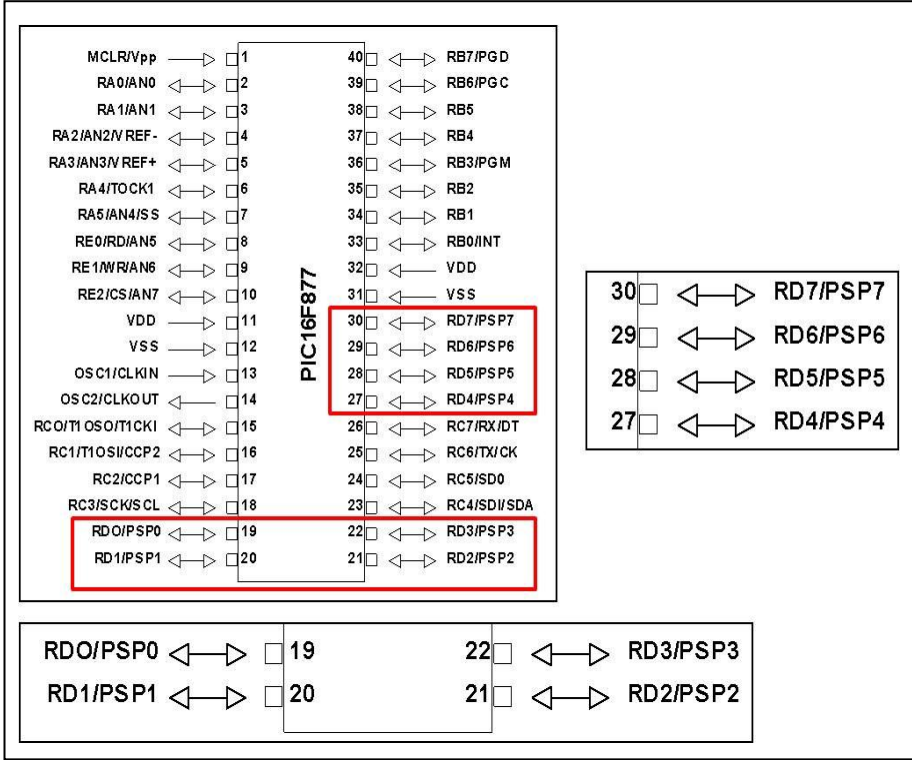 MCLR/Vpp 1 40 RB7/PGD
RA0/AN0 2 39 RB6/PGC
RA1/AN1 3 38 RB5
RA2/AN2/VREF- 4 37 RB4
RA3/AN3/VREF+ 5 36 RB3/PGM
RA4/TOCK1 6 35 RB2
RA5/AN4/SS 7 34 RB1
RE0/RD/AN5 8 33 RB0/INT
RE1/WR/AN6 9 32 VDD
RE2/CS/AN7 10 31 VSS
VDD 11 30 RD7/PSP7
VSS 12 29 RD6/PSP6
OSC1/CLKIN 13 28 RD5/PSP5
OSC2/CLKOUT 14 27 RD4/PSP4
RCO/T1OSO/T1CKI 15 26 RC7/RX/DT
RC1/T1OSI/CCP2 16 25 RC6/TX/CK
RC2/CCP1 17 24 RC5/SD0
RC3/SCK/SCL 18 23 RC4/SDI/SDA
RDO/PSP0 19 22 RD3/PSP3
RD1/PSP1 20 21 RD2/PSP2
PIC16F877
30 RD7/PSP7
29 RD6/PSP6
28 RD5/PSP5
27 RD4/PSP4
RDO/PSP0 19 22 RD3/PSP3
RD1/PSP1 20 21 RD2/PSP2